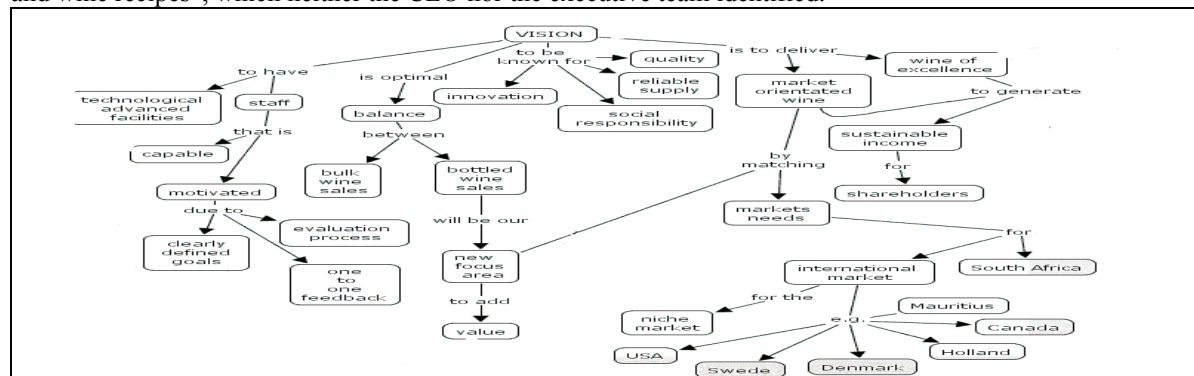 and wine recipes", which neither the CEO nor the executive team identified.
VISION
to be
known for
quality
is to deliver
wine of
excellence
to have
is optimal
reliable
supply
market
orientated
wine
to generate
technological
advanced
facilities
staff
innovation
balance
social
responsibility
that is
between
sustainable
income
capable
by
matching
for
bulk
wine
sales
bottled
wine
sales
motivated
shareholders
due to
will be our
markets
needs
evaluation
process
for
clearly
defined
goals
new
focus
area
international
market
South Africa
one
to
one
feedback
to add
for the
Mauritius
niche
market
e.g.
value
Canada
USA
Holland
Swede
Denmark